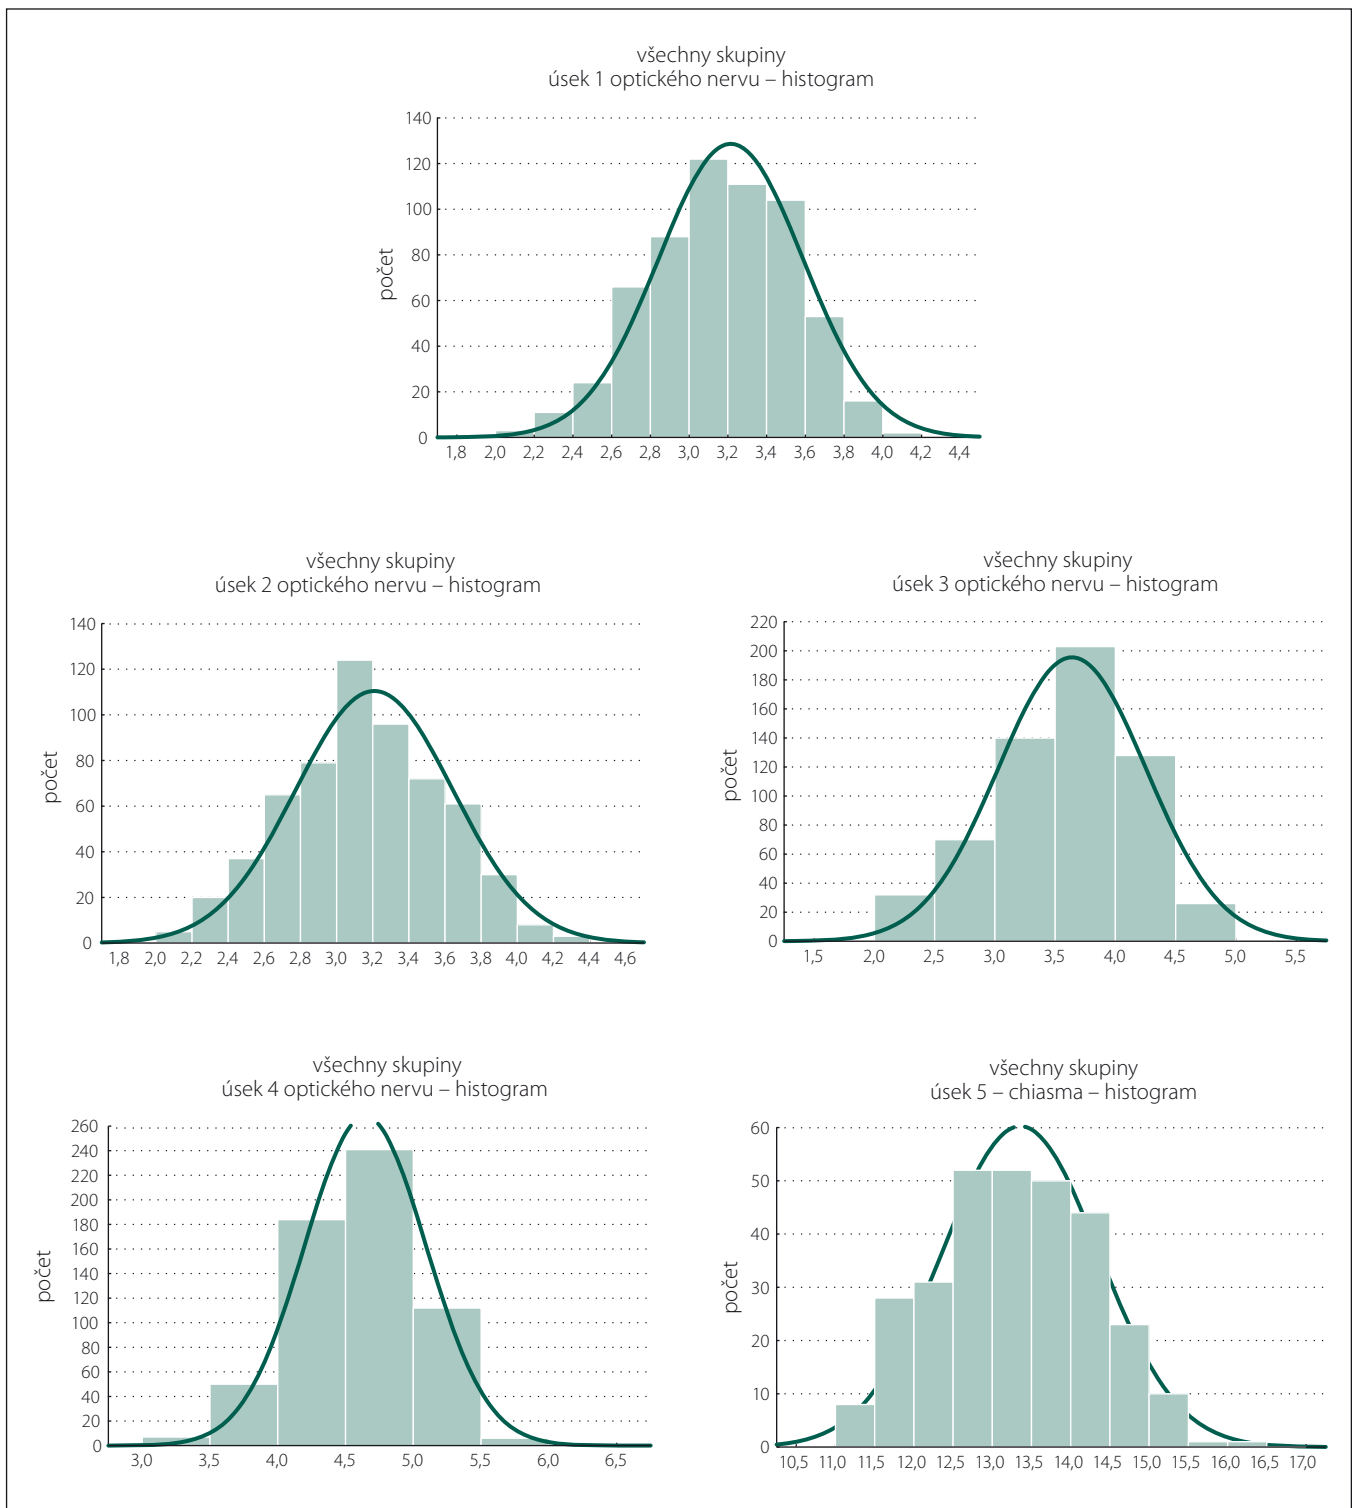 všechny skupiny
úsek 1 optického nervu – histogram
140
120
100
80
60
40
20
0
počet
1,8 2,0 2,2 2,4 2,6 2,8 3,0 3,2 3,4 3,6 3,8 4,0 4,2 4,4
všechny skupiny
úsek 2 optického nervu – histogram
140
120
100
80
60
40
20
0
počet
1,8 2,0 2,2 2,4 2,6 2,8 3,0 3,2 3,4 3,6 3,8 4,0 4,2 4,4 4,6
všechny skupiny
úsek 3 optického nervu – histogram
220
200
180
160
140
120
100
80
60
40
20
0
počet
1,5 2,0 2,5 3,0 3,5 4,0 4,5 5,0 5,5
všechny skupiny
úsek 4 optického nervu – histogram
260
240
220
200
180
160
140
120
100
80
60
40
20
0
počet
3,0 3,5 4,0 4,5 5,0 5,5 6,0 6,5
všechny skupiny
úsek 5 – chiasma – histogram
60
50
40
30
20
10
0
počet
10,5 11,0 11,5 12,0 12,5 13,0 13,5 14,0 14,5 15,0 15,5 16,0 16,5 17,0